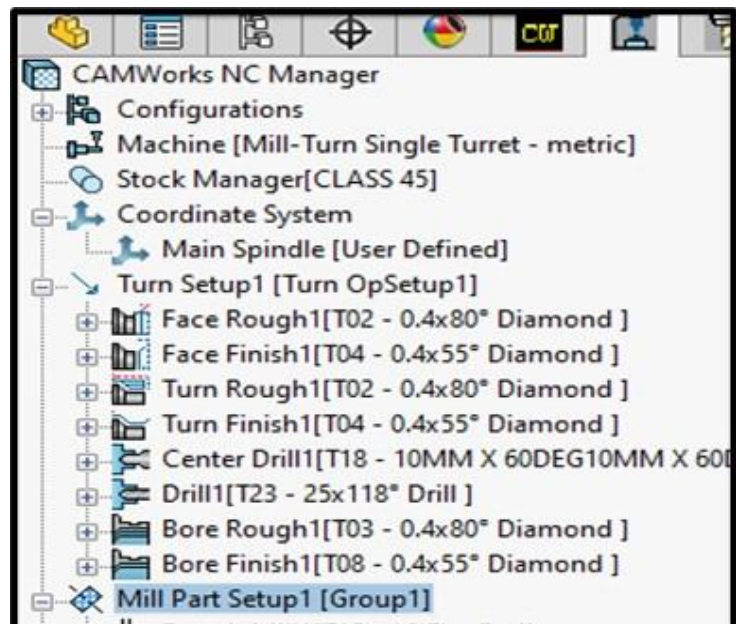 CW
CAMWorks NC Manager
Configurations
Machine [Mill-Turn Single Turret - metric]
Stock Manager[CLASS 45]
Coordinate System
Main Spindle [User Defined]
Turn Setup1 [Turn OpSetup1]
Face Rough1[T02 - 0.4x80° Diamond ]
Face Finish1[T04 - 0.4x55° Diamond ]
Turn Rough1[T02 - 0.4x80° Diamond ]
Turn Finish1[T04 - 0.4x55° Diamond ]
Center Drill1[T18 - 10MM X 60DEG10MM X 60
Drill1[T23 - 25x118° Drill ]
Bore Rough1[T03 - 0.4x80° Diamond ]
Bore Finish1[T08 - 0.4x55° Diamond ]
Mill Part Setup1 [Group1]